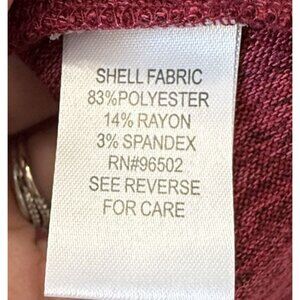 SHELL FABRIC
83%POLYESTER
14% RAYON
3% SPANDEX
RN#96502
SEE REVERSE
FOR CARE